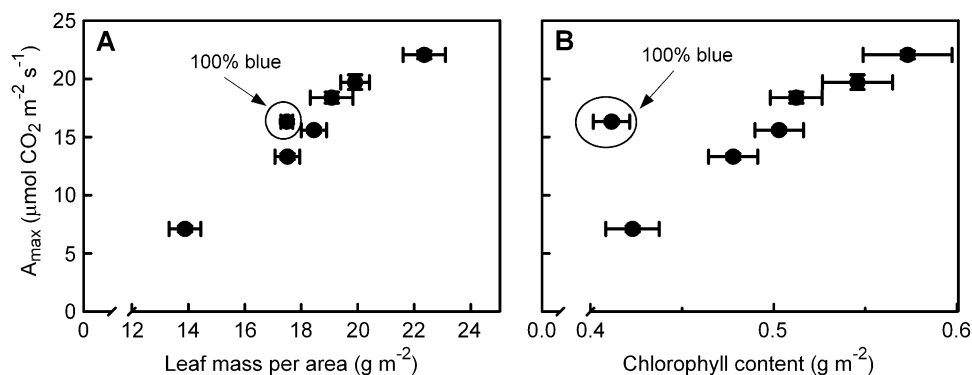 25
20
15
10
5
0
A_max (μmol CO₂ m⁻² s⁻¹)
A
100% blue
0 12 14 16 18 20 22 24
Leaf mass per area (g m⁻²)
B
100% blue
0.0 0.4 0.5 0.6
Chlorophyll content (g m⁻²)